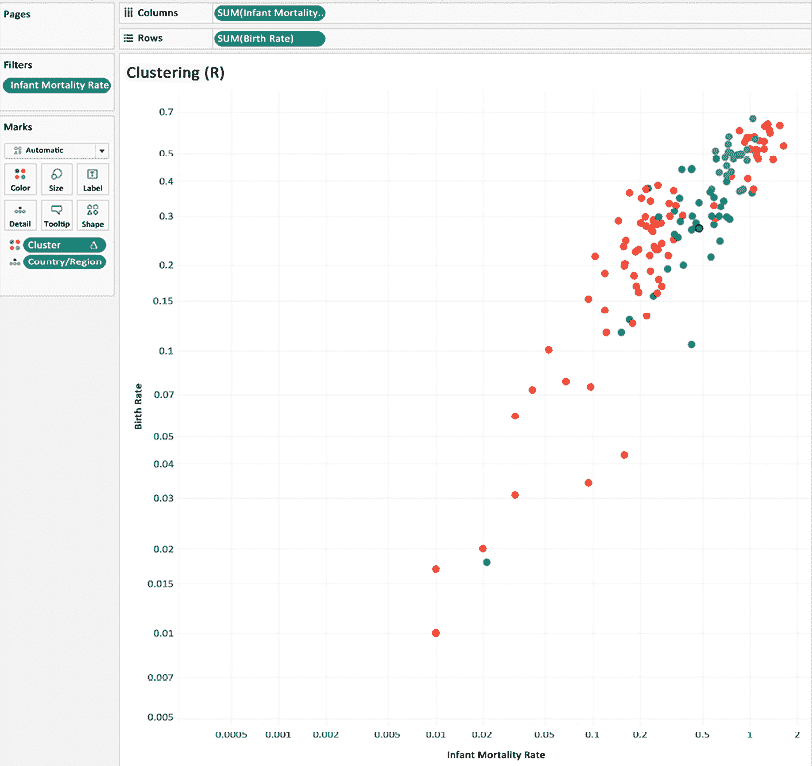 Pages
Columns
SUM(Infant Mortality..
Rows
SUM(Birth Rate)
Filters
Infant Mortality Rate
Marks
Automatic
Color
Size
Label
Detail
Tooltip
Shape
Cluster
Country/Region
Clustering (R)
0.7
0.5
0.4
0.3
0.2
0.15
0.1
0.07
0.05
0.04
0.03
0.02
0.015
0.01
0.007
0.005
Birth Rate
0.0005
0.001
0.002
0.005
0.01
0.02
0.05
0.1
0.2
0.5
1
2
Infant Mortality Rate